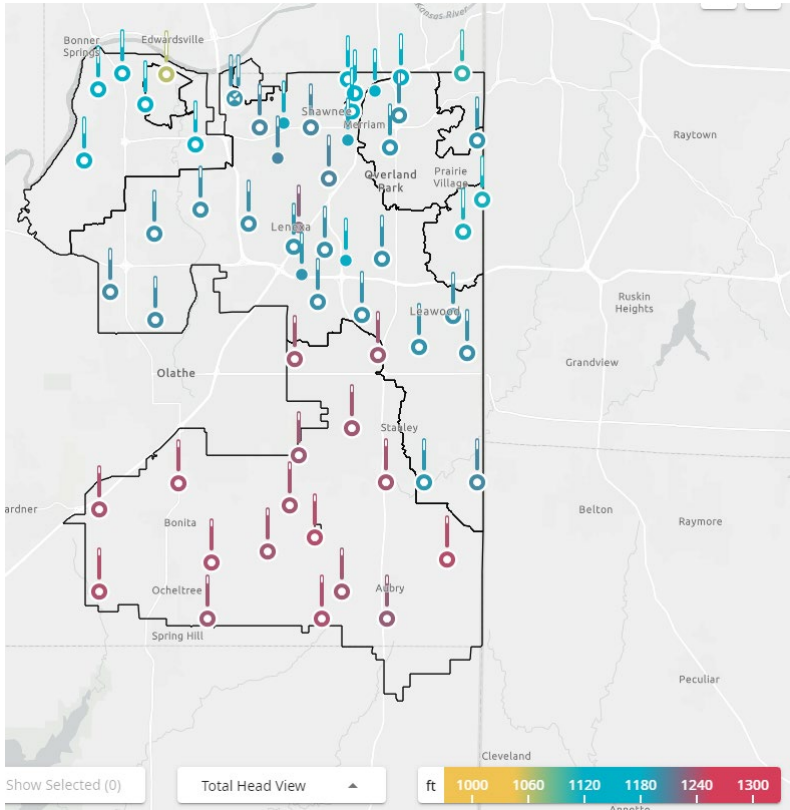 Kansas River
Bonner
Springs
Edwardsville
Shawnee
Merriam
Raytown
Overland
Park
Prairie
Village
Lenexa
Ruskin
Heights
Leawood
Grandview
Olathe
Stanley
ardner
Belton
Bonita
Raymore
Ocheltree
Aubry
Spring Hill
Peculiar
Cleveland
Show Selected (0)
Total Head View
ft 1000 1060 1120 1180 1240 1300